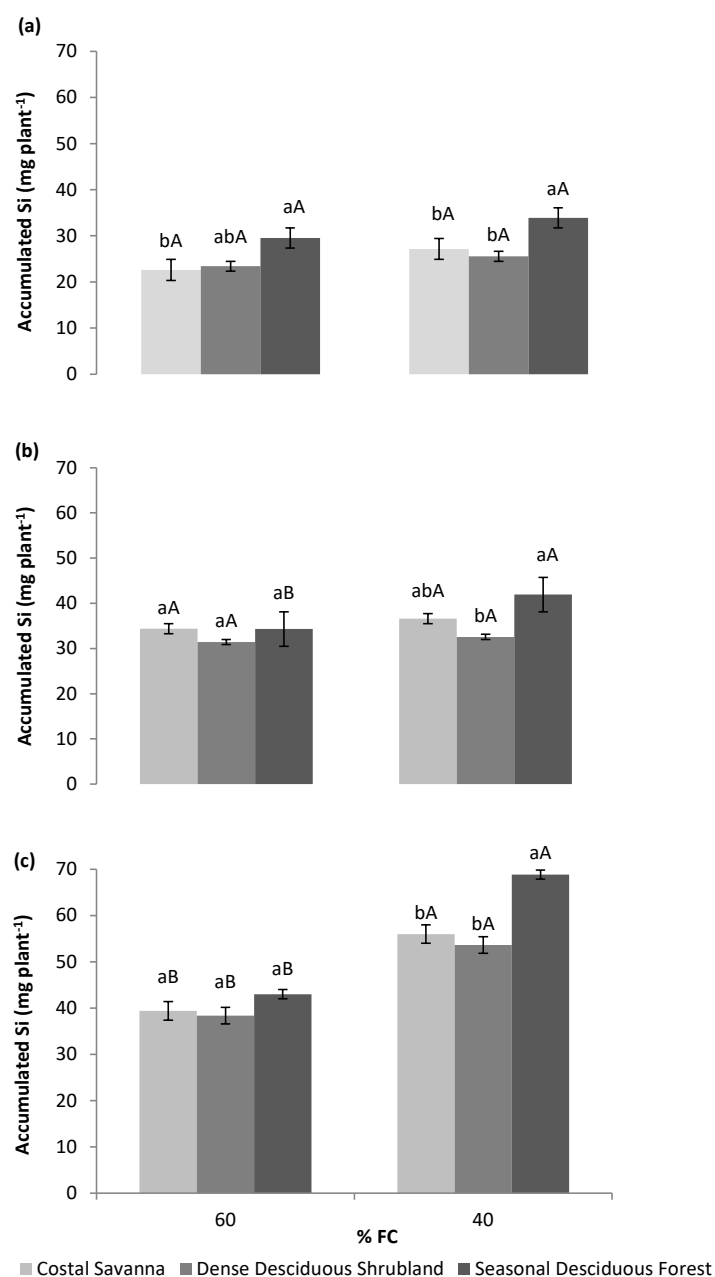 (a)
Accumulated Si (mg plant⁻¹)
70
60
50
40
30
20
10
0
bA abA aA bA bA aA
(b)
Accumulated Si (mg plant⁻¹)
70
60
50
40
30
20
10
0
aA aA aB abA bA aA
(c)
Accumulated Si (mg plant⁻¹)
70
60
50
40
30
20
10
0
aB aB aB bA bA aA
60 40
% FC
Costal Savanna Dense Desciduous Shrubland Seasonal Desciduous Forest